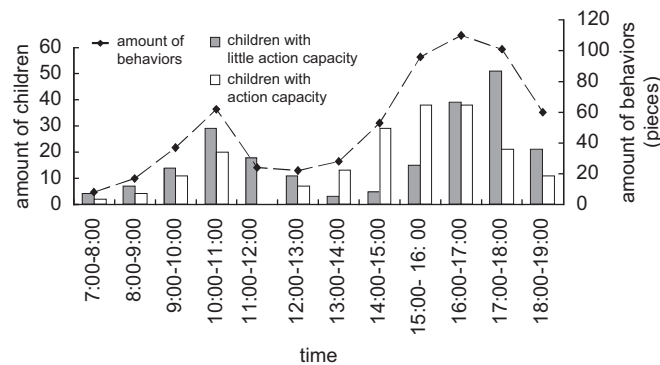 amount of
behaviors
children with
little action capacity
children with
action capacity
amount of children
60
50
40
30
20
10
0
120
100
80
60
40
20
0
amount of behaviors
(pieces)
7:00-8:00
8:00-9:00
9:00-10:00
10:00-11:00
11:00-12:00
12:00-13:00
13:00-14:00
14:00-15:00
15:00- 16: 00
16:00-17:00
17:00-18:00
18:00-19:00
time